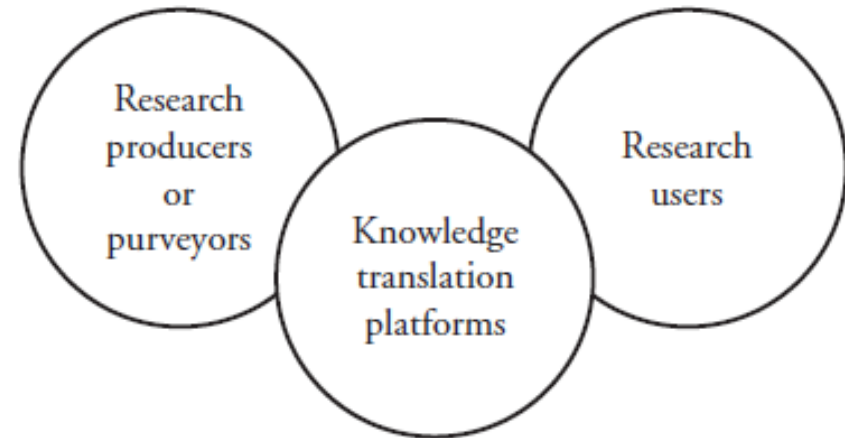 Research
producers
or
purveyors
Knowledge
translation
platforms
Research
users